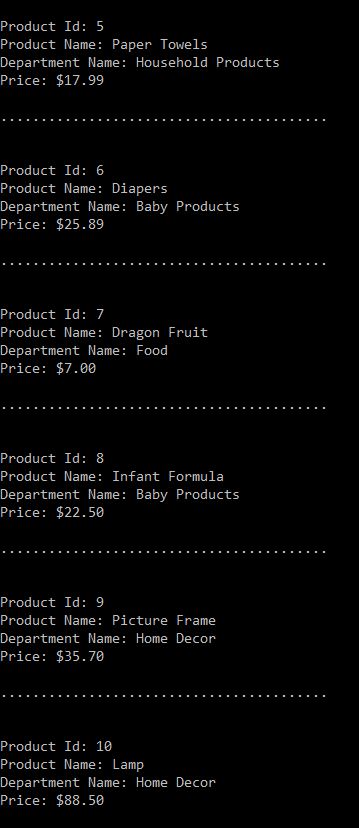 Product Id: 5
Product Name: Paper Towels
Department Name: Household Products
Price: $17.99
.........................................
Product Id: 6
Product Name: Diapers
Department Name: Baby Products
Price: $25.89
.........................................
Product Id: 7
Product Name: Dragon Fruit
Department Name: Food
Price: $7.00
.........................................
Product Id: 8
Product Name: Infant Formula
Department Name: Baby Products
Price: $22.50
.........................................
Product Id: 9
Product Name: Picture Frame
Department Name: Home Decor
Price: $35.70
.........................................
Product Id: 10
Product Name: Lamp
Department Name: Home Decor
Price: $88.50